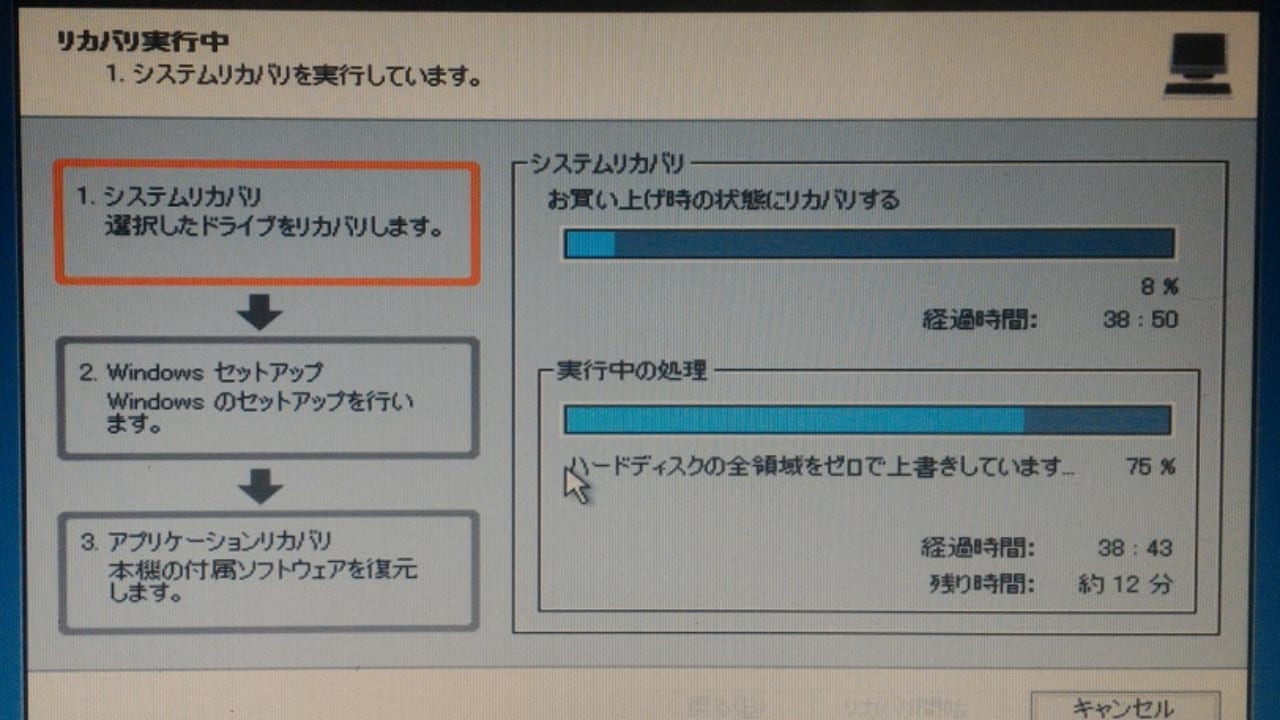 リカバリ実行中
1. システムリカバリを実行しています。
1. システムリカバリ
選択したドライブをリカバリします。
2. Windows セットアップ
Windows のセットアップを行い
ます。
3. アプリケーションリカバリ
本機の付属ソフトウェアを復元
します。
システムリカバリ
お買い上げ時の状態にリカバリする
8 %
経過時間: 38 : 50
実行中の処理
ハードディスクの全領域をゼロで上書きしています... 75 %
経過時間: 38 : 43
残り時間: 約 12 分
リカバリ開始
キャンセル